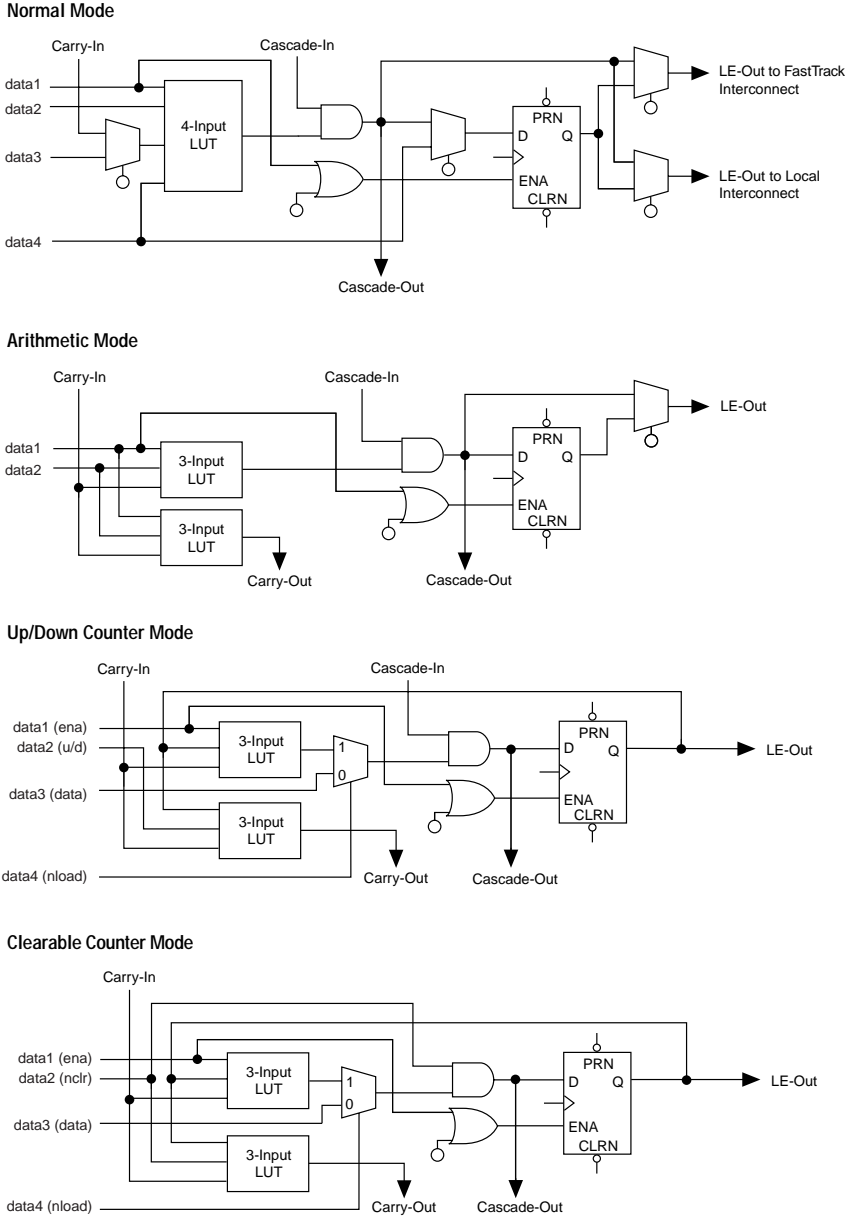 Normal Mode
Carry-In
Cascade-In
data1
data2
data3
data4
4-Input
LUT
PRN
D
Q
ENA
CLRN
LE-Out to FastTrack
Interconnect
LE-Out to Local
Interconnect
Cascade-Out
Arithmetic Mode
Carry-In
Cascade-In
data1
data2
3-Input
LUT
3-Input
LUT
PRN
D
Q
ENA
CLRN
LE-Out
Carry-Out
Cascade-Out
Up/Down Counter Mode
Carry-In
Cascade-In
data1 (ena)
data2 (u/d)
data3 (data)
data4 (nload)
3-Input
LUT
3-Input
LUT
1
0
PRN
D
Q
ENA
CLRN
LE-Out
Carry-Out
Cascade-Out
Clearable Counter Mode
Carry-In
data1 (ena)
data2 (nclr)
data3 (data)
data4 (nload)
3-Input
LUT
3-Input
LUT
1
0
PRN
D
Q
ENA
CLRN
LE-Out
Carry-Out
Cascade-Out